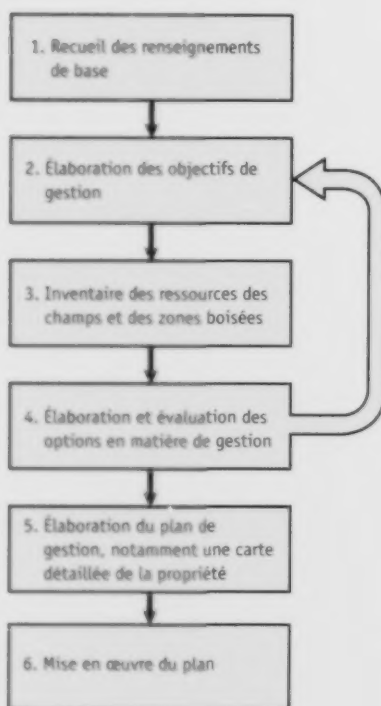 1. Recueil des renseignements
de base
2. Élaboration des objectifs de
gestion
3. Inventaire des ressources des
champs et des zones boisées
4. Élaboration et évaluation des
options en matière de gestion
5. Élaboration du plan de
gestion, notamment une carte
détaillée de la propriété
6. Mise en œuvre du plan